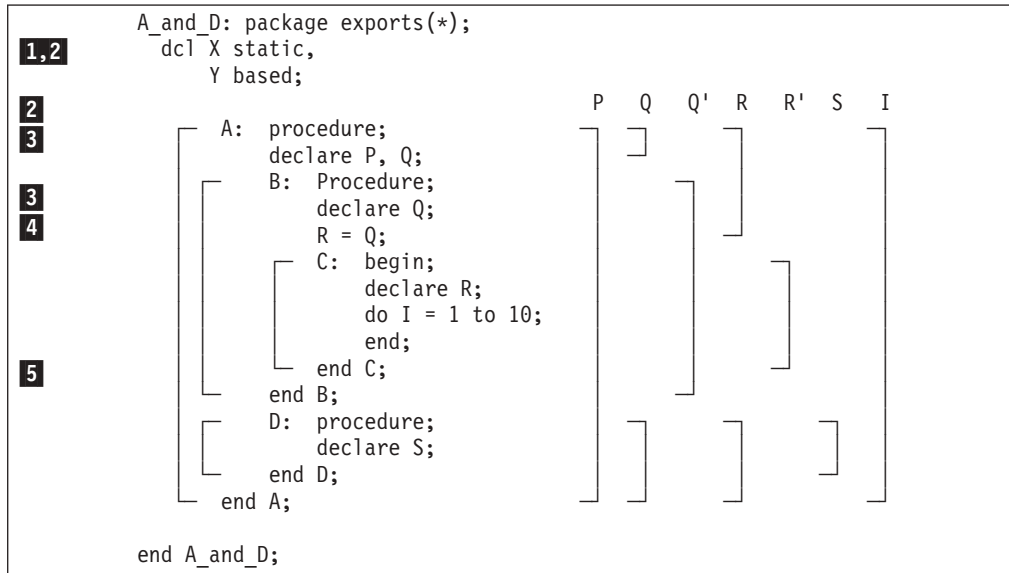 A_and_D: package exports(*);
1,2 dcl X static,
Y based;
2 P Q Q' R R' S I
3 A: procedure;
declare P, Q;
3 B: Procedure;
declare Q;
4 R = Q;
C: begin;
declare R;
do I = 1 to 10;
end;
5 end C;
end B;
D: procedure;
declare S;
end D;
end A;
end A_and_D;